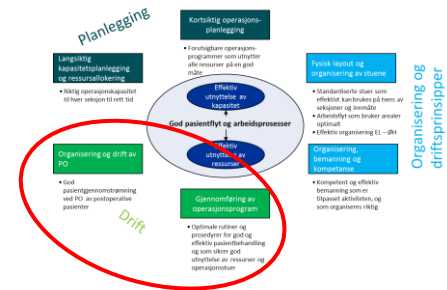 Planlegging
Kortsiktig operasjons-
planlegging
• Forutsigbare operasjons-
programmer som utnytter
alle ressurser på en god
måte
Langsiktig
kapasitetsplanlegging
og ressursallokering
• Riktig operasjonskapasitet
til hver seksjon til rett tid
Fysisk layout og
organisering av stuene
• Standardiserte stuer som
effektivt kan brukes på tvers av
seksjoner og inremåte
• Arbeidsflyt som bruker arealer
optimalt
• Effektiv organisering EL – ØH
Organisering og
driftsprinsipper
Effektiv
utnyttelse av
kapasitet
God pasientflyt og arbeidsprosesser
Effektiv
utnyttelse av
ressurser
Organisering og drift av
PO
• God
pasientgjennomstrømning
ved PO av postoperative
pasienter
Organisering,
bemanning og
kompetanse
• Kompetent og effektiv
bemanning som er
tilpasset aktiviteten, og
som organiseres riktig
Drift
Gjennomføring av
operasjonsprogram
• Optimale rutiner og
prosedyrer for god og
effektiv pasientbehandling
og som sikrer god
utnyttelse av ressurser og
operasjonsstuer